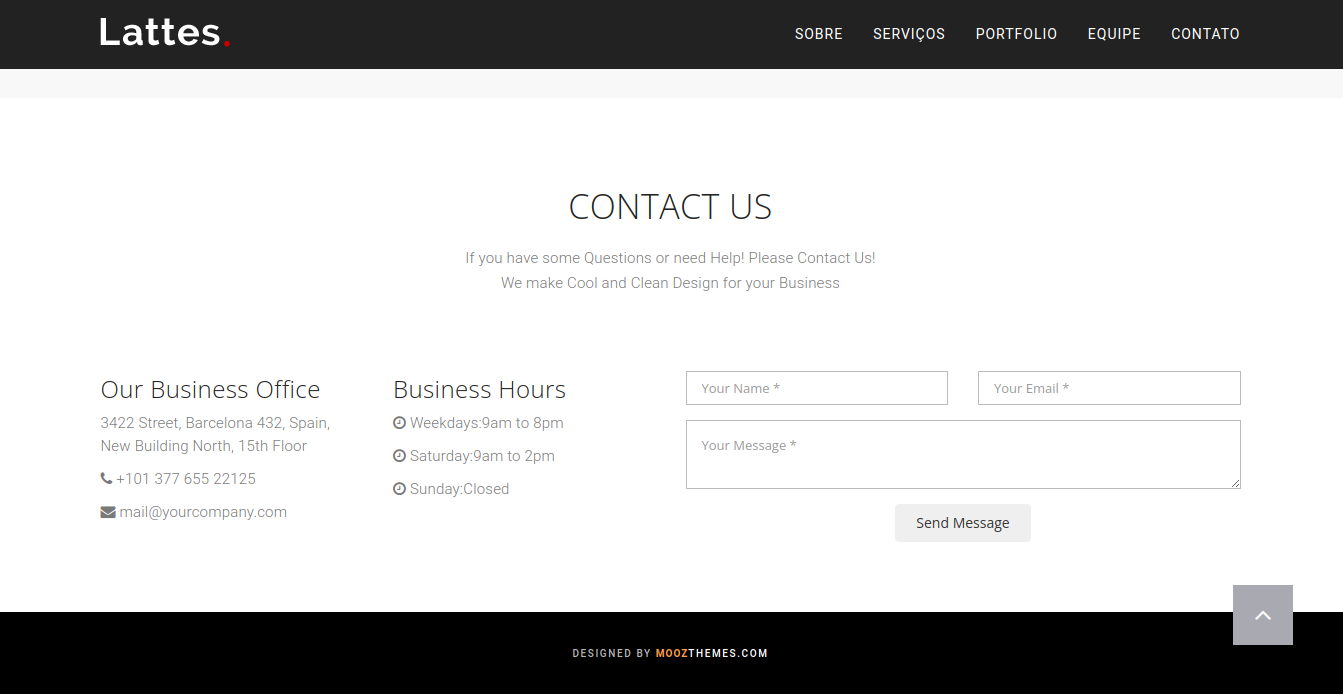 Lattes.
SOBRE SERVIÇOS PORTFOLIO EQUIPE CONTATO
CONTACT US
If you have some Questions or need Help! Please Contact Us!
We make Cool and Clean Design for your Business
Our Business Office
3422 Street, Barcelona 432, Spain,
New Building North, 15th Floor
+101 377 655 22125
mail@yourcompany.com
Business Hours
Weekdays:9am to 8pm
Saturday:9am to 2pm
Sunday:Closed
Your Name *
Your Email *
Your Message *
Send Message
DESIGNED BY MOOZTHEMES.COM